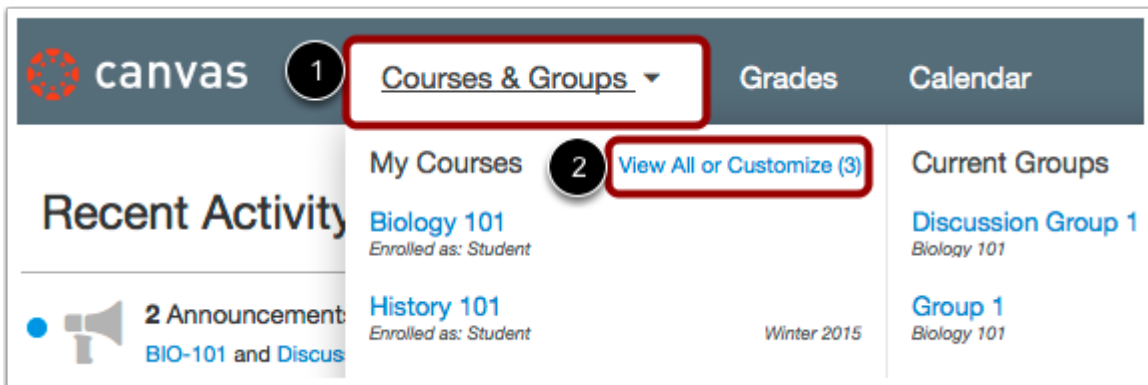 canvas 1 Courses & Groups Grades Calendar
My Courses 2 View All or Customize (3) Current Groups
Recent Activity
Biology 101 Discussion Group 1
Enrolled as: Student Biology 101
History 101 Group 1
Enrolled as: Student Winter 2015 Biology 101
2 Announcements
BIO-101 and Discus